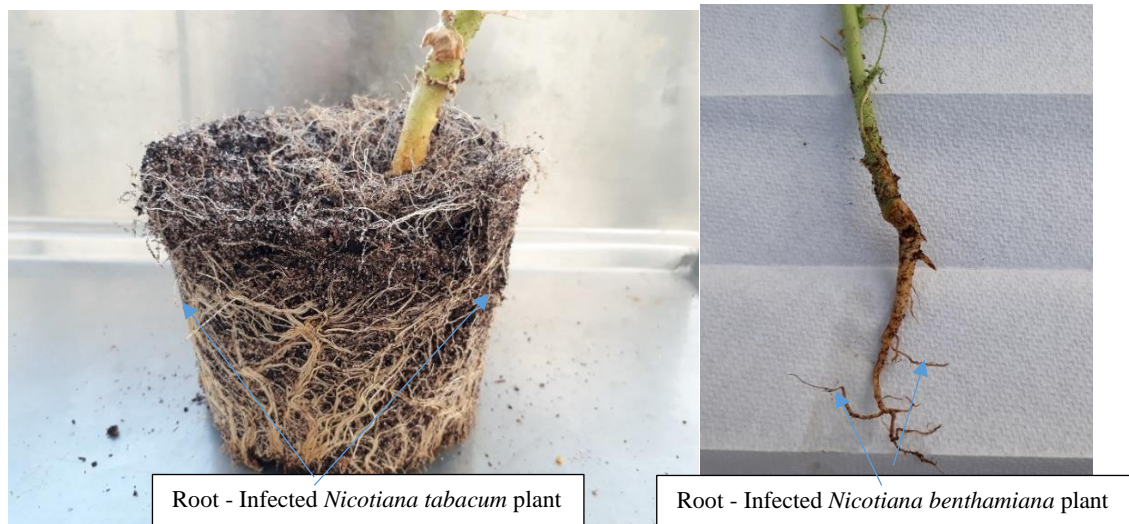 Root - Infected Nicotiana tabacum plant
Root - Infected Nicotiana benthamiana plant